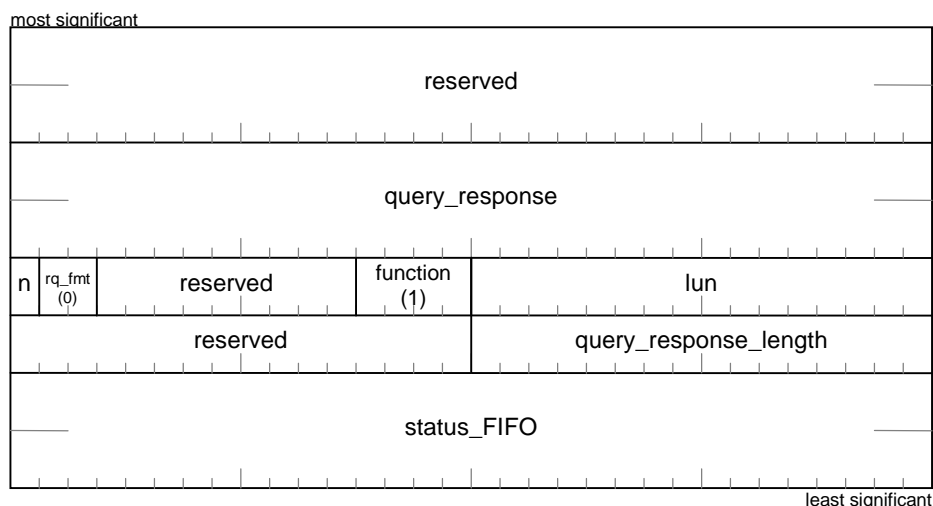 most significant
reserved
query_response
n rq_fmt reserved function lun
(0) (1)
reserved query_response_length
status_FIFO
least significant